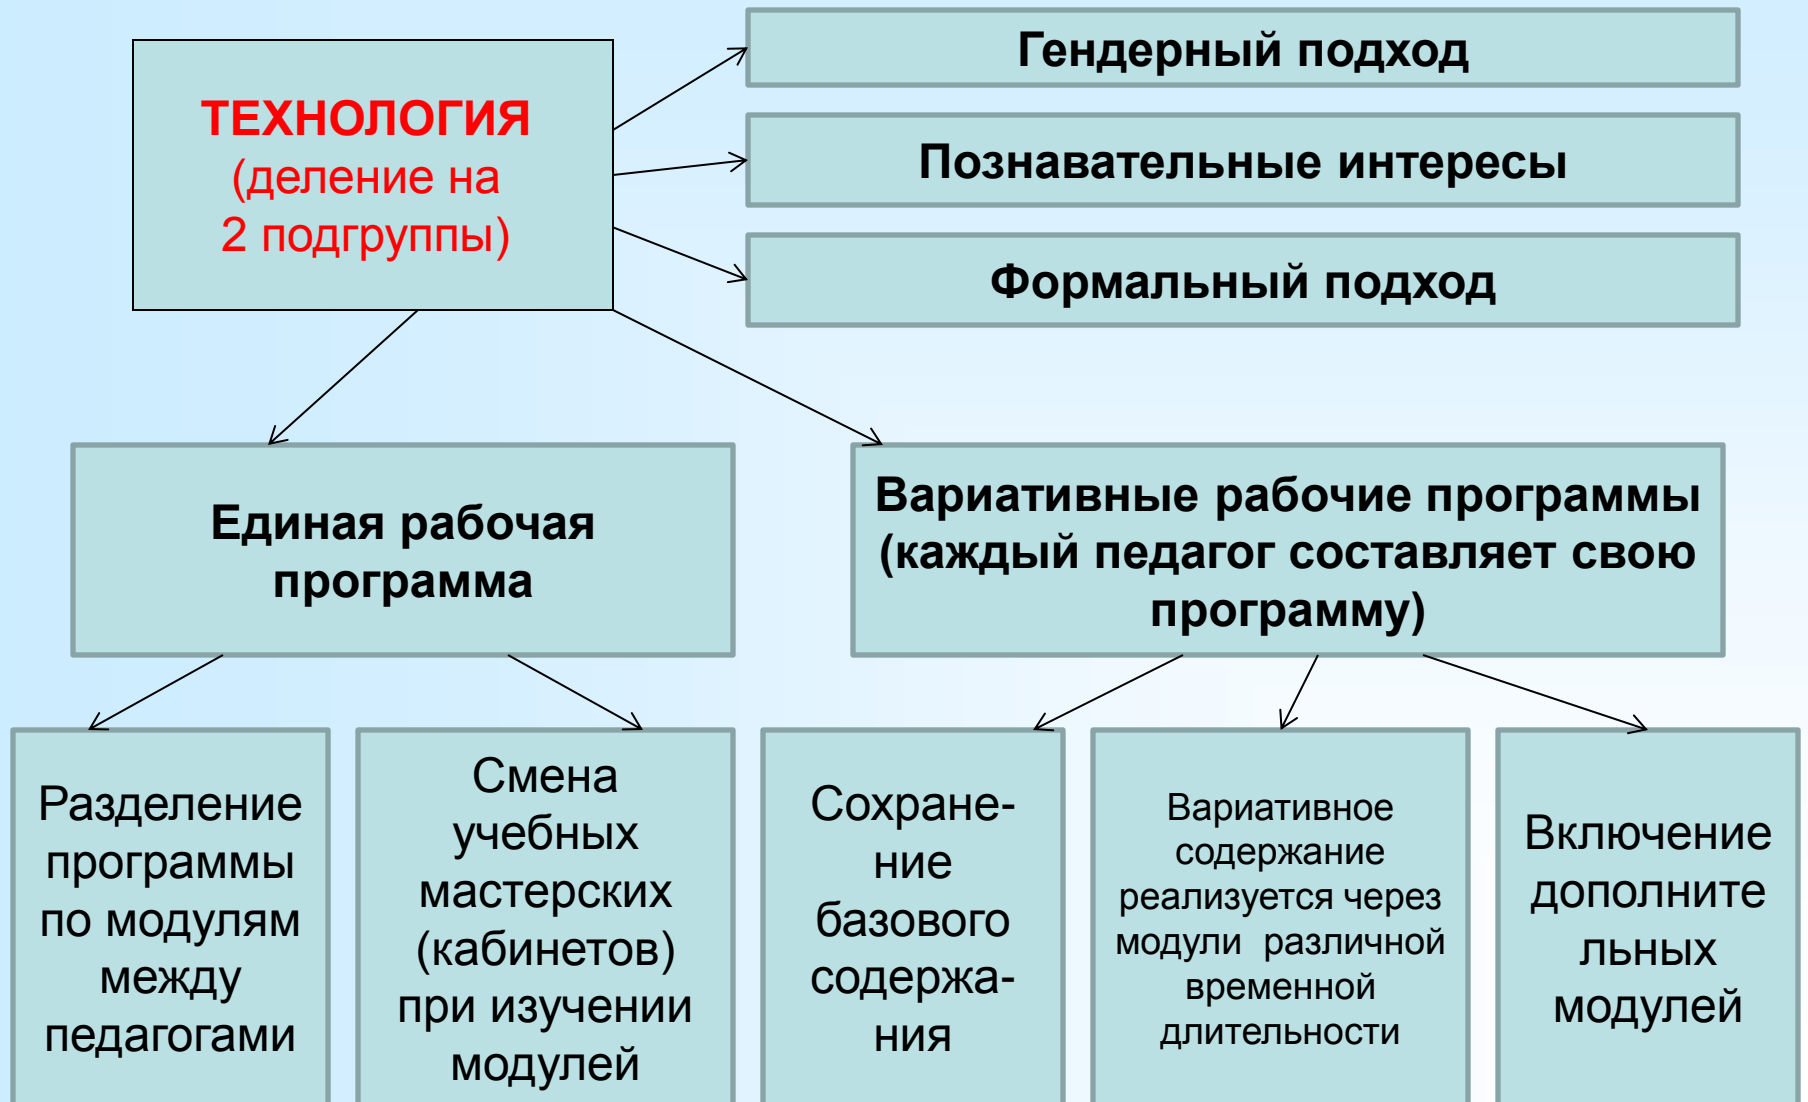 ТЕХНОЛОГИЯ
(деление на
2 подгруппы)
Гендерный подход
Познавательные интересы
Формальный подход
Единая рабочая
программа
Вариативные рабочие программы
(каждый педагог составляет свою
программу)
Разделение
программы
по модулям
между
педагогами
Смена
учебных
мастерских
(кабинетов)
при изучении
модулей
Сохране-
ние
базового
содержа-
ния
Вариативное
содержание
реализуется через
модули различной
временной
длительности
Включение
дополните
льных
модулей